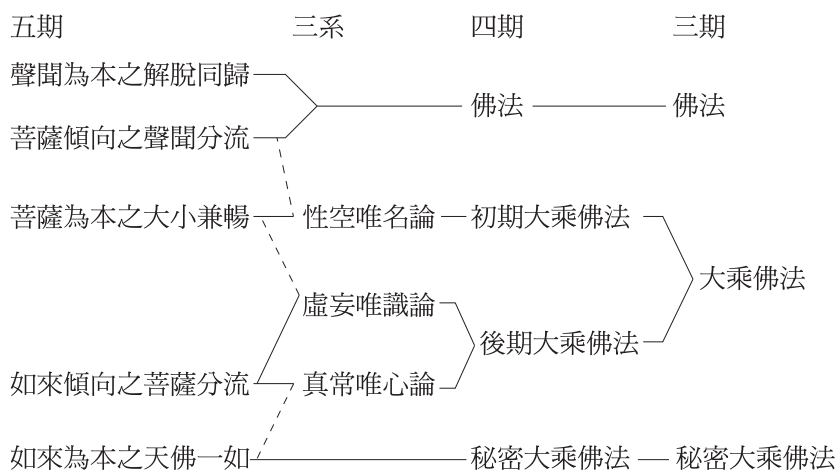 五期 三系 四期 三期
聲聞為本之解脫同歸
佛法 佛法
菩薩傾向之聲聞分流
菩薩為本之大小兼暢 性空唯名論 初期大乘佛法
大乘佛法
虛妄唯識論
後期大乘佛法
如來傾向之菩薩分流 真常唯心論
如來為本之天佛一如 秘密大乘佛法 秘密大乘佛法